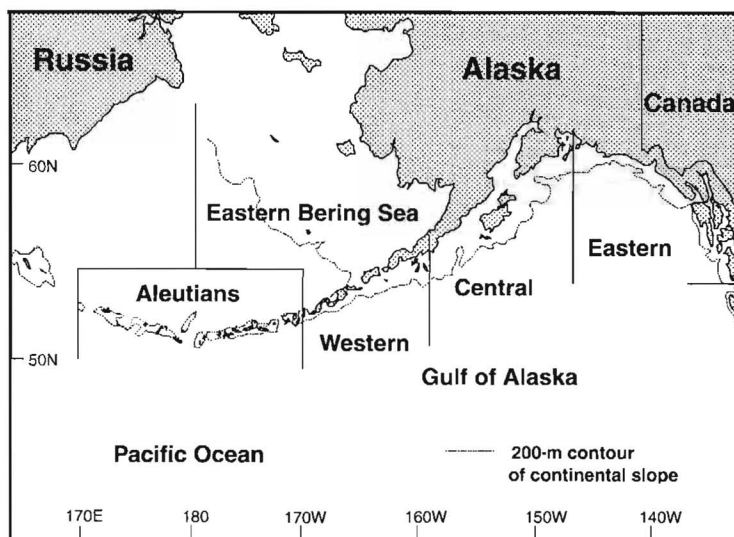 Russia
Alaska
Canada
60N
Eastern Bering Sea
Eastern
Aleutians
Central
Western
50N
Gulf of Alaska
Pacific Ocean
200-m contour
of continental slope
170E 180 170W 160W 150W 140W